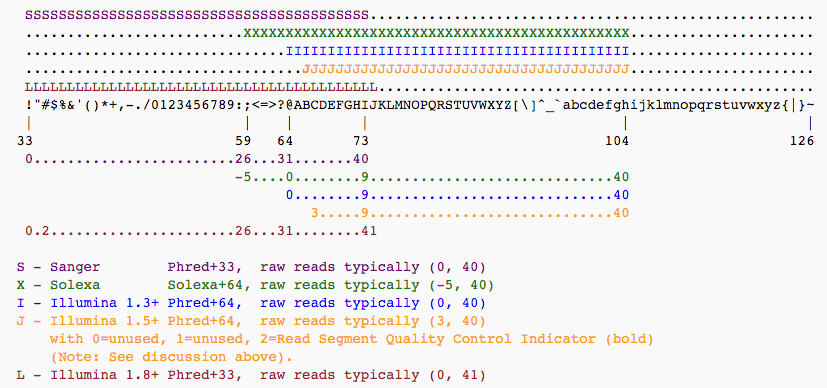 SSSSSSSSSSSSSSSSSSSSSSSSSSSSSSSSSSSSSSSSS.....................................................
..........................XXXXXXXXXXXXXXXXXXXXXXXXXXXXXXXXXXXXXXXXXXXXXX......................
...............................IIIIIIIIIIIIIIIIIIIIIIIIIIIIIIIIIIIIIIIII......................
.................................JJJJJJJJJJJJJJJJJJJJJJJJJJJJJJJJJJJJJJJ......................
LLLLLLLLLLLLLLLLLLLLLLLLLLLLLLLLLLLLLLLLLL....................................................
!"#$%&'()*+,-./0123456789:;<=>?@ABCDEFGHIJKLMNOPQRSTUVWXYZ[\]^_`abcdefghijklmnopqrstuvwxyz{|}~
|                         |    |        |                              |                     |
33                        59   64       73                            104                   126
0........................26...31.......40
-5....0........9.............................40
0........9.............................40
3.....9.............................40
0.2......................26...31........41
S - Sanger        Phred+33,  raw reads typically (0, 40)
X - Solexa        Solexa+64, raw reads typically (-5, 40)
I - Illumina 1.3+ Phred+64,  raw reads typically (0, 40)
J - Illumina 1.5+ Phred+64,  raw reads typically (3, 40)
with 0=unused, 1=unused, 2=Read Segment Quality Control Indicator (bold)
(Note: See discussion above).
L - Illumina 1.8+ Phred+33,  raw reads typically (0, 41)